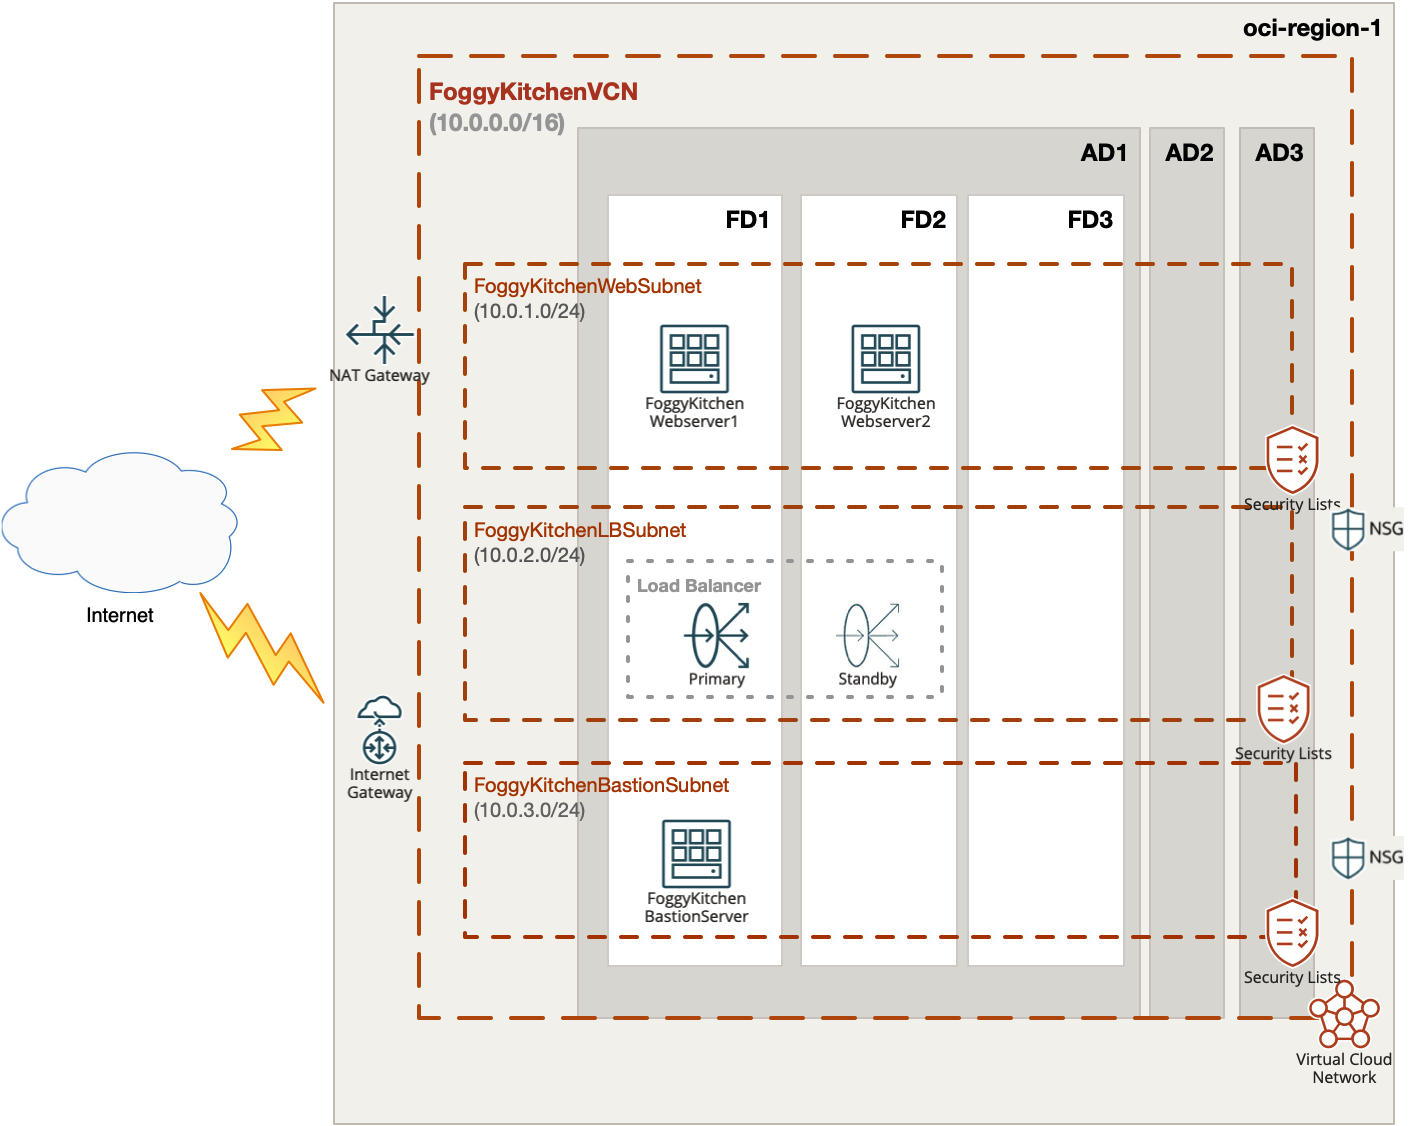 oci-region-1
FoggyKitchenVCN
(10.0.0.0/16)
AD1
AD2
AD3
FD1
FD2
FD3
FoggyKitchenWebSubnet
(10.0.1.0/24)
NAT Gateway
FoggyKitchen
Webserver1
FoggyKitchen
Webserver2
Security Lists
NSG
FoggyKitchenLBSubnet
(10.0.2.0/24)
Load Balancer
Primary
Standby
Internet
Security Lists
Internet
Gateway
FoggyKitchenBastionSubnet
(10.0.3.0/24)
NSG
FoggyKitchen
BastionServer
Security Lists
Virtual Cloud
Network